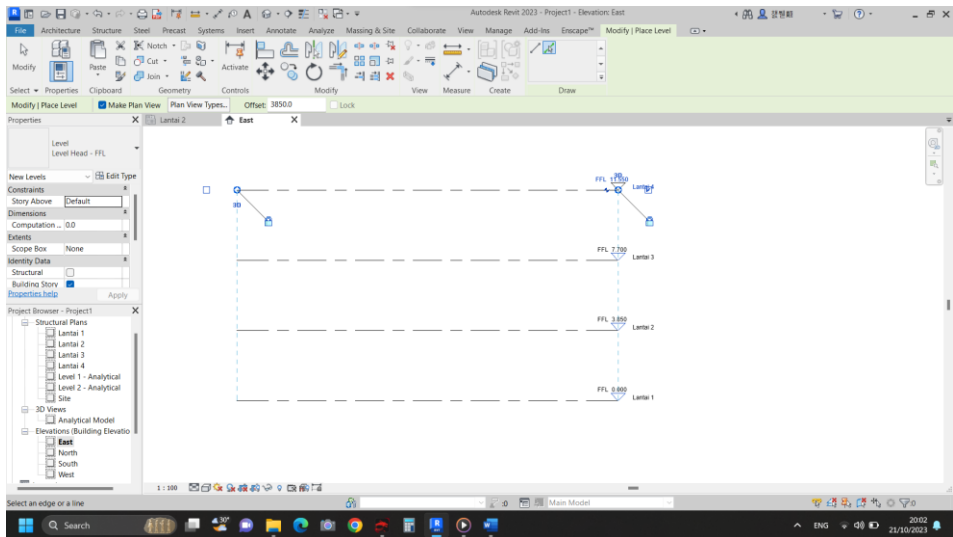 Autodesk Revit 2023 - Project1 - Elevation: East
File Architecture Structure Steel Precast Systems Insert Annotate Analyze Massing & Site Collaborate View Manage Add-Ins Enscape™ Modify | Place Level
Modify
Paste
Notch
Cut
Join
Activate
Select Properties Clipboard Geometry Controls Modify View Measure Create Draw
Modify | Place Level Make Plan View Plan View Types... Offset: 3850.0 Lock
Properties
Lantai 2
East
Level
Level Head - FFL
New Levels Edit Type
Constraints
Story Above Default
Dimensions
Computation ... 0.0
Extents
Scope Box None
Identity Data
Structural
Building Story
Properties help Apply
Project Browser - Project1
Structural Plans
Lantai 1
Lantai 2
Lantai 3
Lantai 4
Level 1 - Analytical
Level 2 - Analytical
Site
3D Views
Analytical Model
Elevations (Building Elevatio
East
North
South
West
3D
FFL 11.550
3D
FFL 7.700
Lantai 3
FFL 3.850
Lantai 2
FFL 0.000
Lantai 1
1 : 100
Select an edge or a line
:0
Main Model
Search
30°
ENG
20:02
21/10/2023